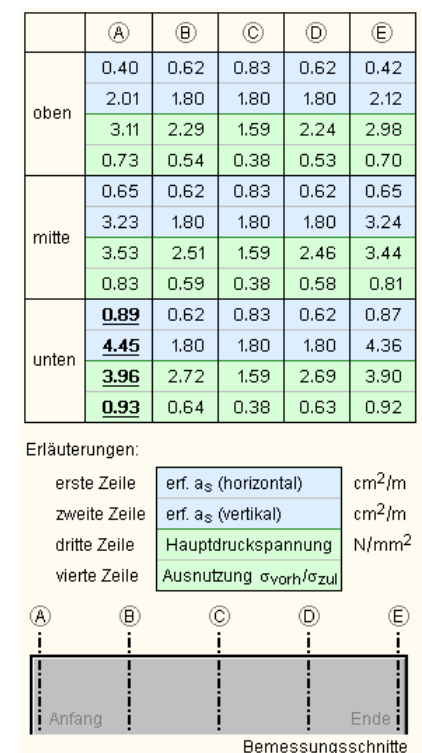 Ⓐ Ⓑ Ⓒ Ⓓ Ⓔ
oben
0.40 0.62 0.83 0.62 0.42
2.01 1.80 1.80 1.80 2.12
3.11 2.29 1.59 2.24 2.98
0.73 0.54 0.38 0.53 0.70
mitte
0.65 0.62 0.83 0.62 0.65
3.23 1.80 1.80 1.80 3.24
3.53 2.51 1.59 2.46 3.44
0.83 0.59 0.38 0.58 0.81
unten
0.89 0.62 0.83 0.62 0.87
4.45 1.80 1.80 1.80 4.36
3.96 2.72 1.59 2.69 3.90
0.93 0.64 0.38 0.63 0.92
Erläuterungen:
erste Zeile erf. aₛ (horizontal) cm²/m
zweite Zeile erf. aₛ (vertikal) cm²/m
dritte Zeile Hauptdruckspannung N/mm²
vierte Zeile Ausnutzung σvorh/σzul
Ⓐ Ⓑ Ⓒ Ⓓ Ⓔ
Anfang Ende
Bemessungsschnitte